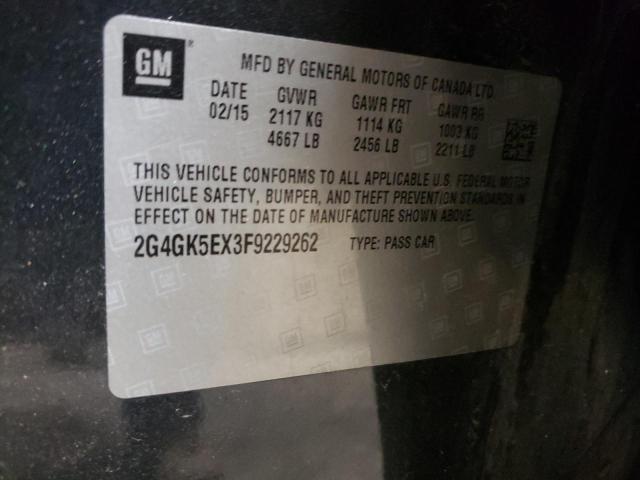 GM
MFD BY GENERAL MOTORS OF CANADA LTD
DATE GVWR GAWR FRT GAWR RR
02/15 2117 KG 1114 KG 1003 KG
4667 LB 2456 LB 2211 LB
THIS VEHICLE CONFORMS TO ALL APPLICABLE U.S. FEDERAL MOTOR
VEHICLE SAFETY, BUMPER, AND THEFT PREVENTION STANDARDS IN
EFFECT ON THE DATE OF MANUFACTURE SHOWN ABOVE.
2G4GK5EX3F9229262 TYPE: PASS CAR